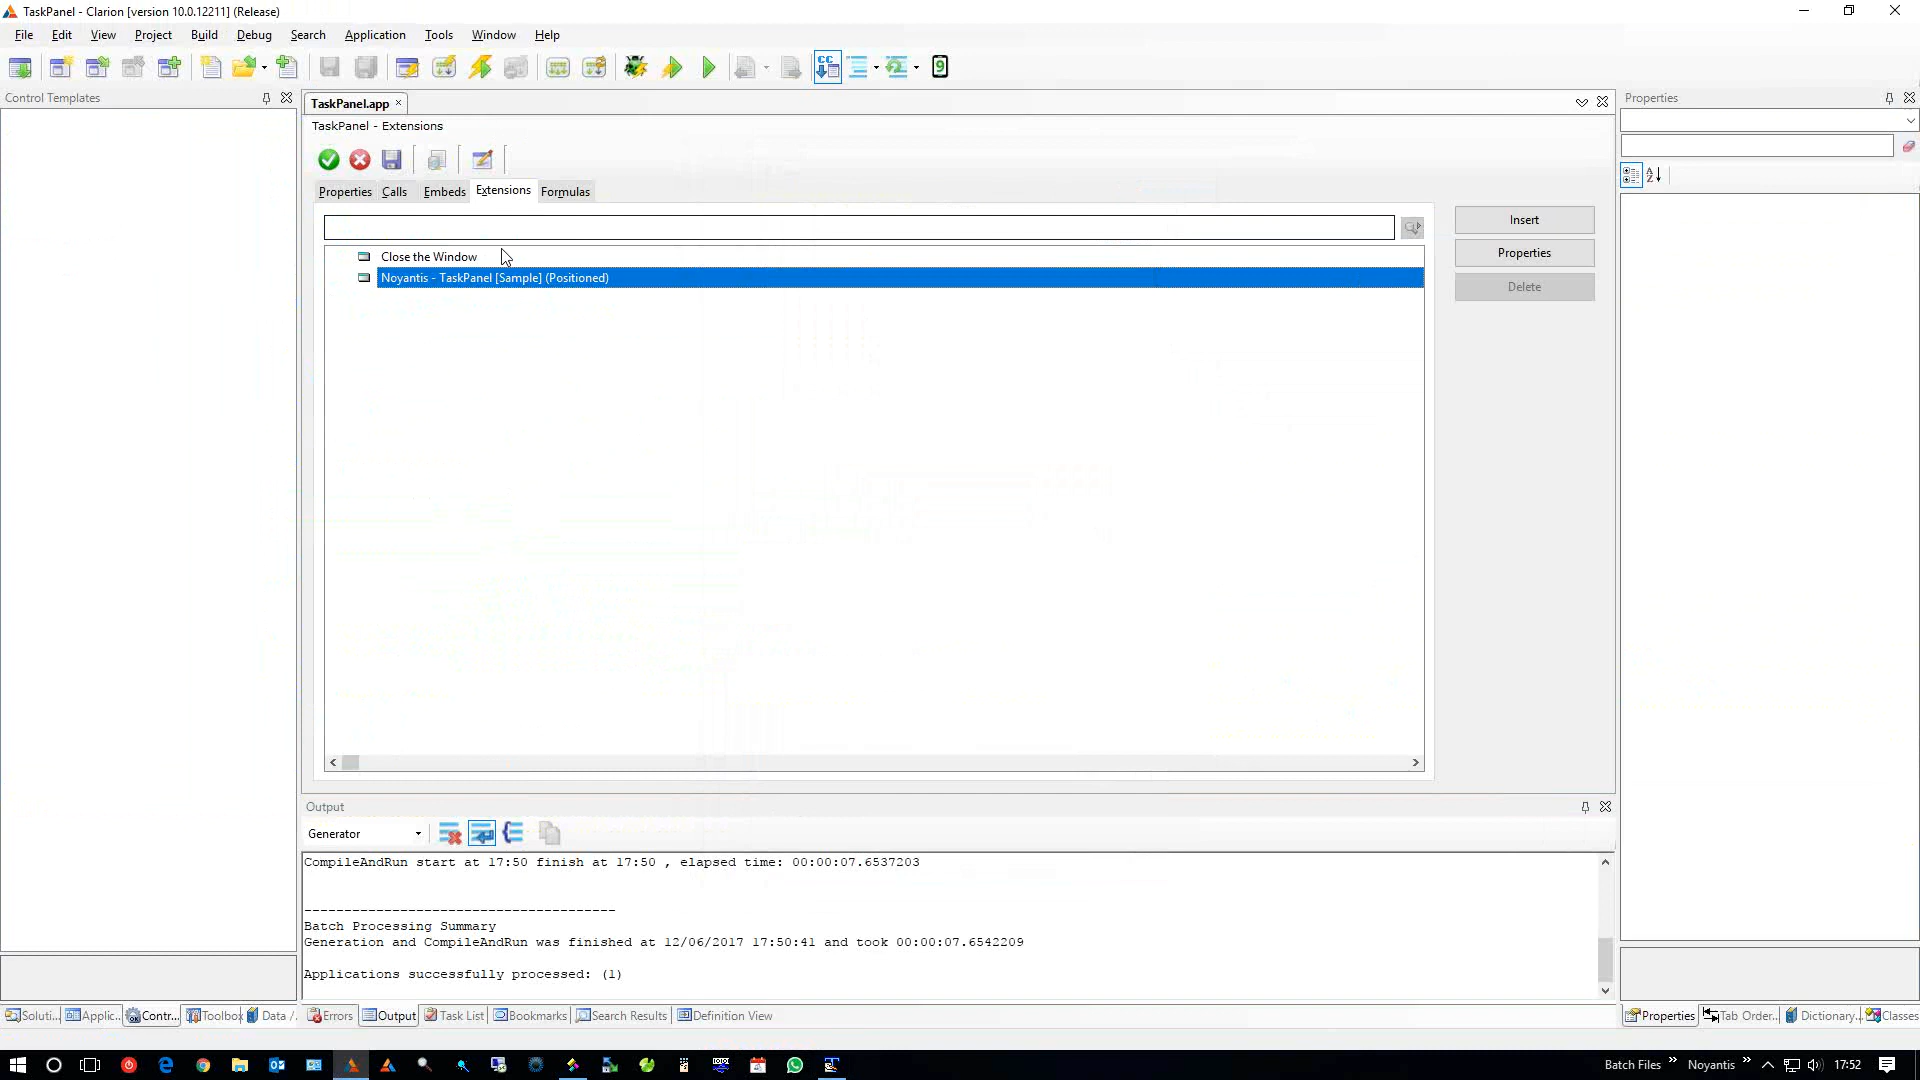 TaskPanel - Clarion [version 10.0.12211] (Release)
File Edit View Project Build Debug Search Application Tools Window Help
Control Templates
TaskPanel.app
Properties
TaskPanel - Extensions
Properties Calls Embeds Extensions Formulas
Insert
Close the Window
Properties
Noyantis - TaskPanel [Sample] (Positioned)
Delete
Output
Generator
CompileAndRun start at 17:50 finish at 17:50 , elapsed time: 00:00:07.6537203
---------------------------------------
Batch Processing Summary
Generation and CompileAndRun was finished at 12/06/2017 17:50:41 and took 00:00:07.6542209
Applications successfully processed: (1)
Soluti... Applic... Contr... Toolbox Data /. Errors Output Task List Bookmarks Search Results Definition View Properties Tab Order... Dictionary... Classes
Batch Files » Noyantis » 17:52